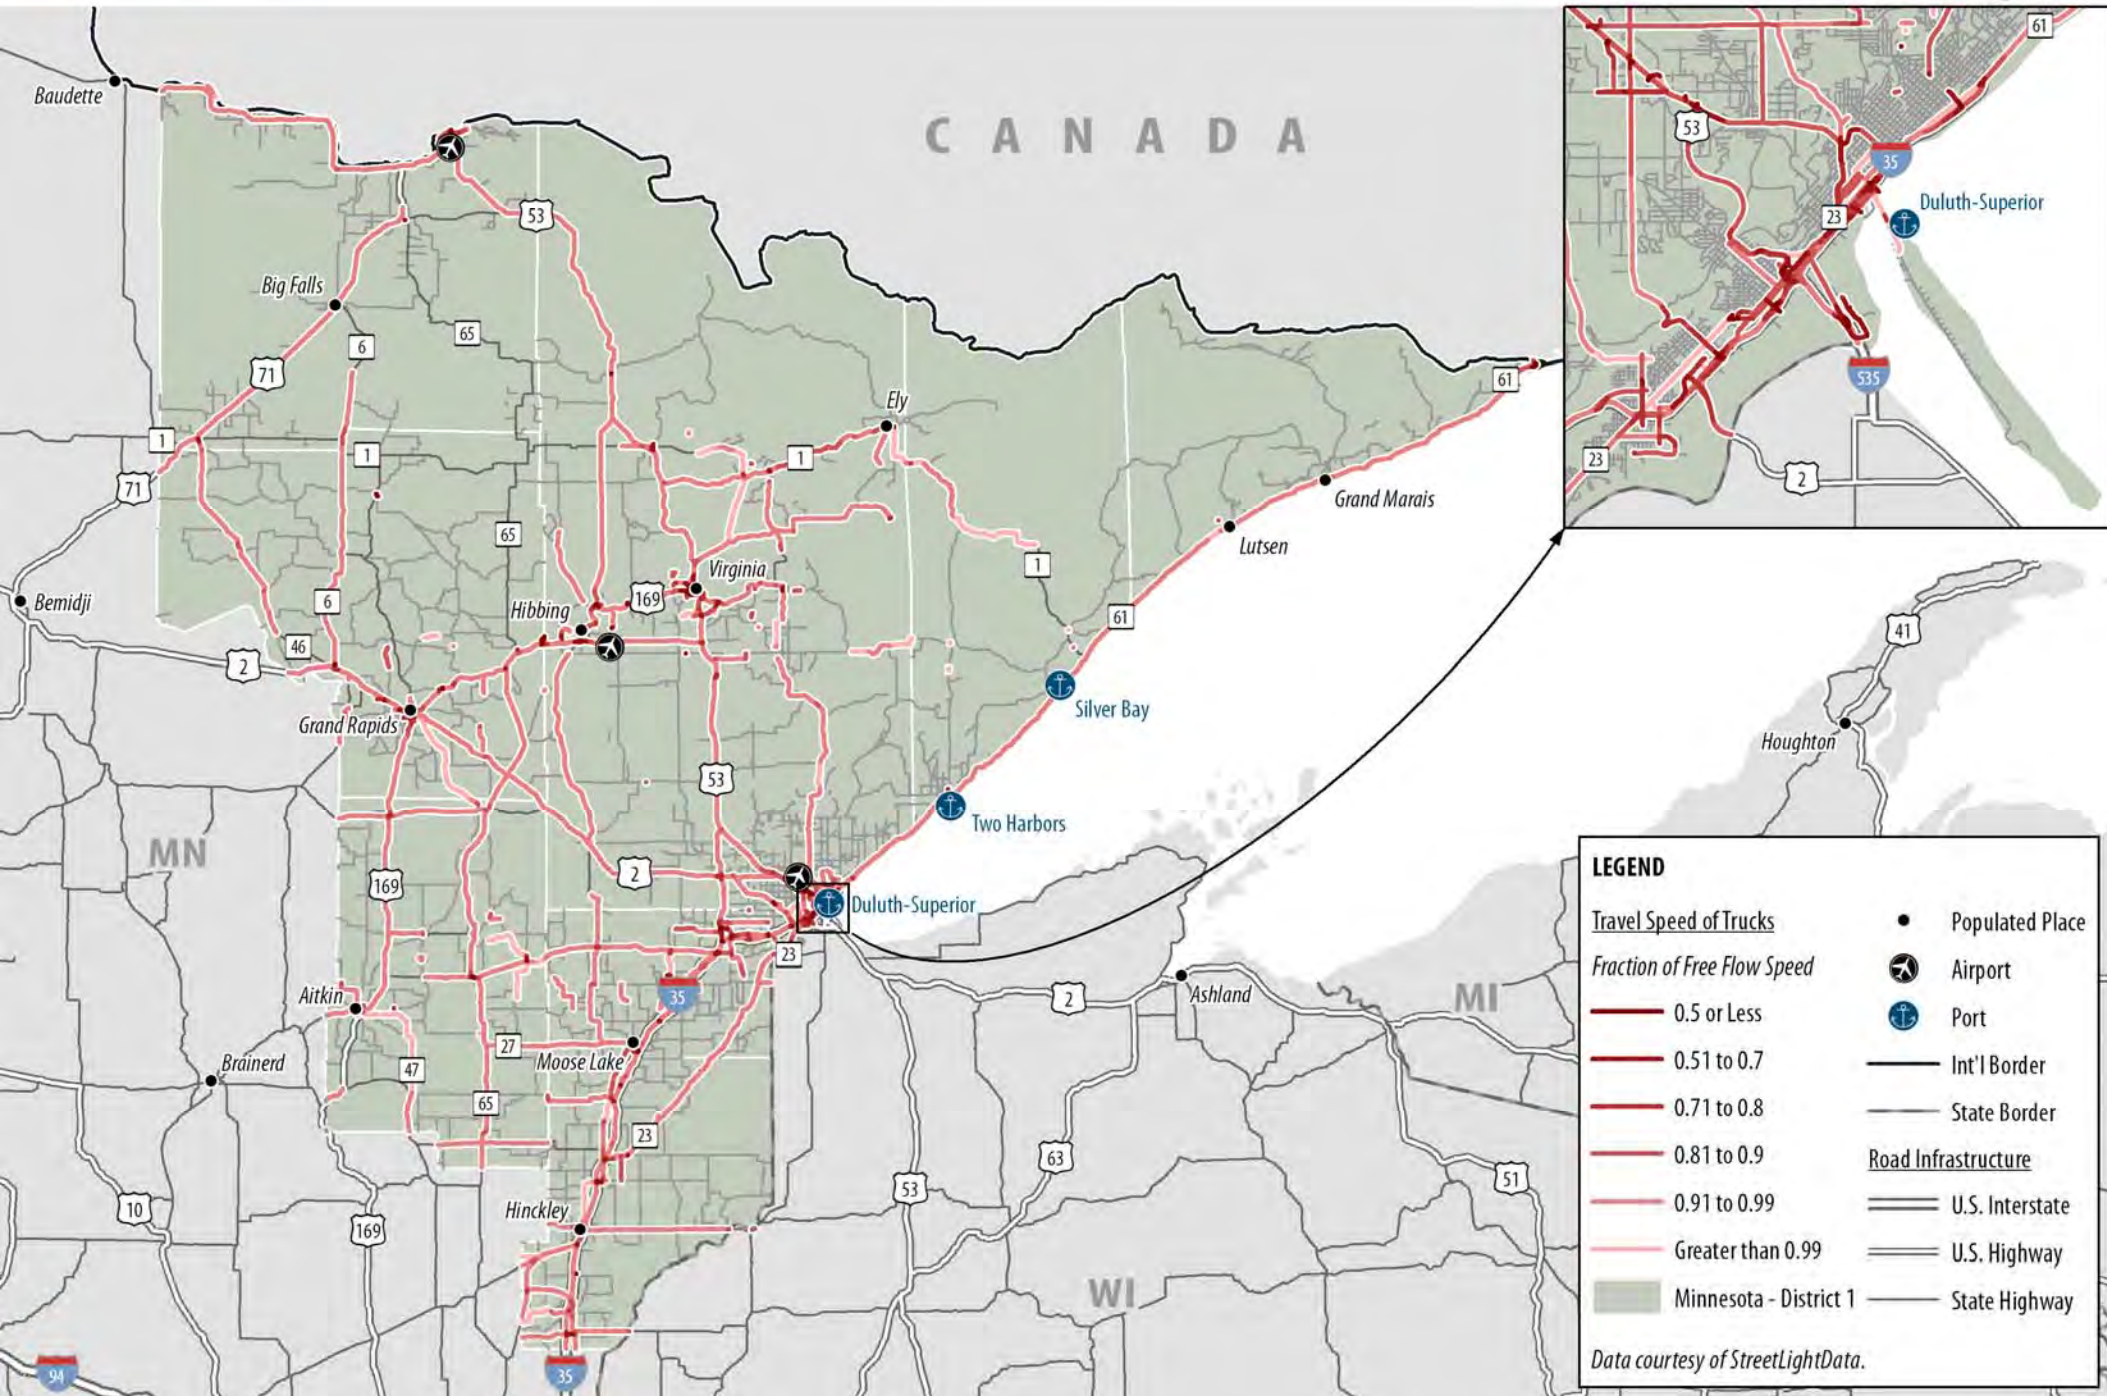 CANADA
Baudette
53
Big Falls
65
6
71
61
Ely
1
1
1
71
Grand Marais
65
Lutsen
1
Virginia
Bemidji
6
169
Hibbing
61
46
2
Silver Bay
Grand Rapids
53
Two Harbors
MN
2
169
Duluth-Superior
23
35
Aitkin
2
Ashland
MI
27
Moose Lake
Brainerd
47
65
23
63
53
51
10
169
Hinckley
WI
94
35
41
Houghton
61
53
35
Duluth-Superior
23
535
23
2
LEGEND
Travel Speed of Trucks
Fraction of Free Flow Speed
0.5 or Less
0.51 to 0.7
0.71 to 0.8
0.81 to 0.9
0.91 to 0.99
Greater than 0.99
Minnesota - District 1
Populated Place
Airport
Port
Int'l Border
State Border
Road Infrastructure
U.S. Interstate
U.S. Highway
State Highway
Data courtesy of StreetLightData.